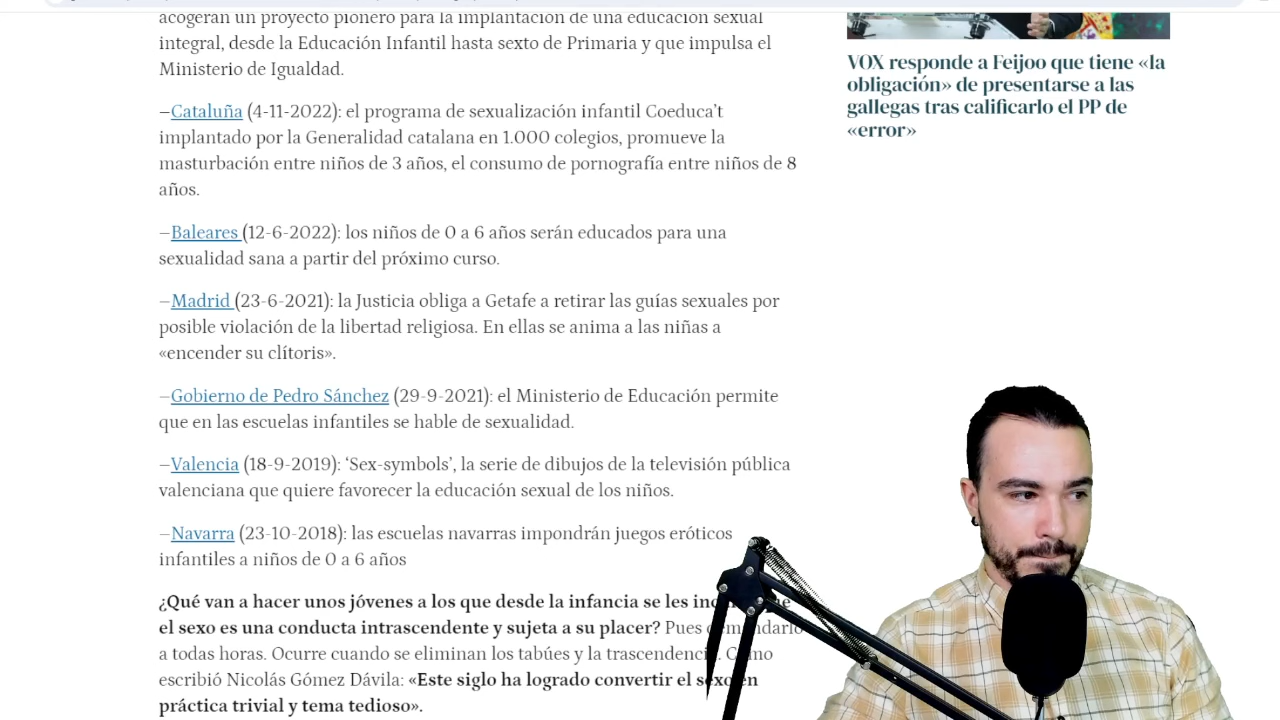 acogerán un proyecto pionero para la implantación de una educación sexual
integral, desde la Educación Infantil hasta sexto de Primaria y que impulsa el
Ministerio de Igualdad.
–Cataluña (4-11-2022): el programa de sexualización infantil Coeduca't
implantado por la Generalidad catalana en 1.000 colegios, promueve la
masturbación entre niños de 3 años, el consumo de pornografía entre niños de 8
años.
–Baleares (12-6-2022): los niños de 0 a 6 años serán educados para una
sexualidad sana a partir del próximo curso.
–Madrid (23-6-2021): la Justicia obliga a Getafe a retirar las guías sexuales por
posible violación de la libertad religiosa. En ellas se anima a las niñas a
«encender su clítoris».
–Gobierno de Pedro Sánchez (29-9-2021): el Ministerio de Educación permite
que en las escuelas infantiles se hable de sexualidad.
–Valencia (18-9-2019): ‘Sex-symbols’, la serie de dibujos de la televisión pública
valenciana que quiere favorecer la educación sexual de los niños.
–Navarra (23-10-2018): las escuelas navarras impondrán juegos eróticos
infantiles a niños de 0 a 6 años
¿Qué van a hacer unos jóvenes a los que desde la infancia se les
el sexo es una conducta intrascendente y sujeta a su placer? Pues
a todas horas. Ocurre cuando se eliminan los tabúes y la trascendencia. Como
escribió Nicolás Gómez Dávila: «Este siglo ha logrado convertir el sexo en
práctica trivial y tema tedioso».
VOX responde a Feijoo que tiene «la
obligación» de presentarse a las
gallegas tras calificarlo el PP de
«error»